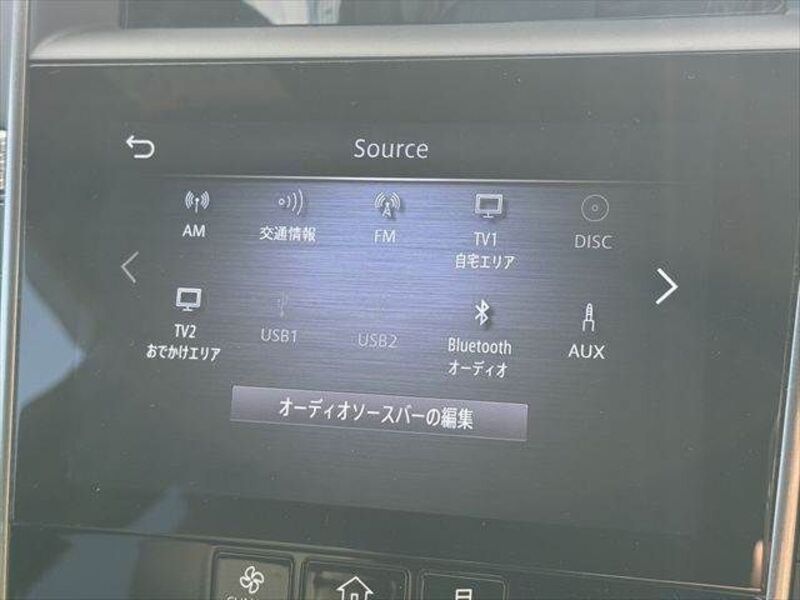 Source
AM
交通情報
FM
TV1
自宅エリア
DISC
TV2
おでかけエリア
USB1
USB2
Bluetooth
オーディオ
AUX
オーディオソースバーの編集